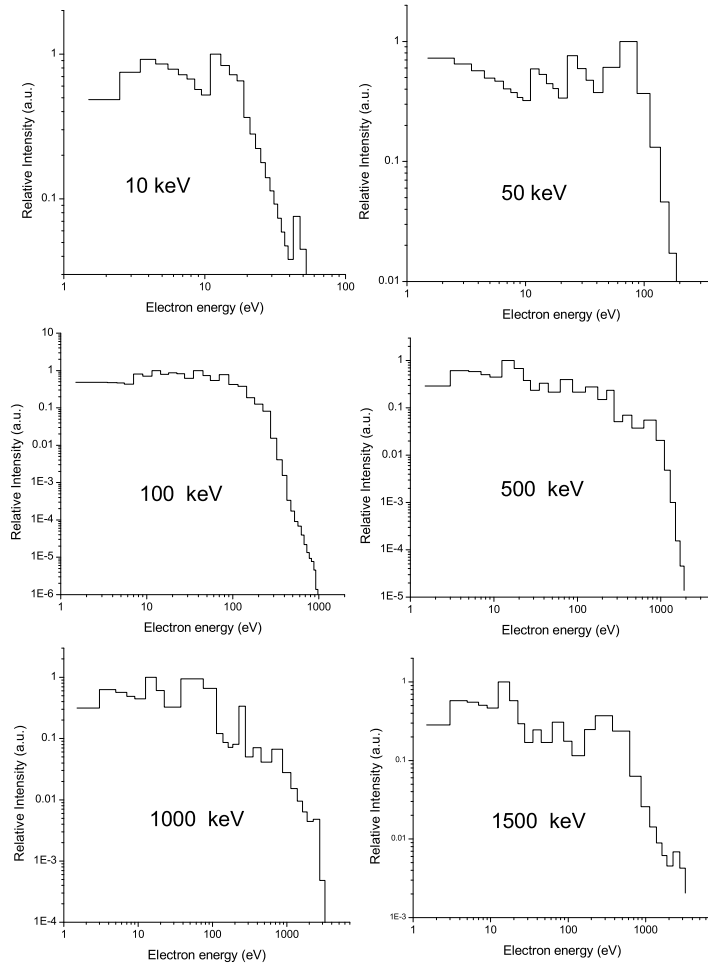 1
0.1
1
10
100
Relative Intensity (a.u.)
Electron energy (eV)
10 keV
1
0.1
0.01
1
10
100
Relative Intensity (a.u.)
Electron energy (eV)
50 keV
10
1
0.1
0.01
1E-3
1E-4
1E-5
1E-6
1
10
100
1000
Relative Intensity (a.u.)
Electron energy (eV)
100 keV
1
0.1
0.01
1E-3
1E-4
1E-5
1
10
100
1000
Relative Intensity (a.u.)
Electron energy (eV)
500 keV
1
0.1
0.01
1E-3
1E-4
1
10
100
1000
Relative Intensity (a.u.)
Electron energy (eV)
1000 keV
1
0.1
0.01
1E-3
1
10
100
1000
Relative Intensity (a.u.)
Electron energy (eV)
1500 keV